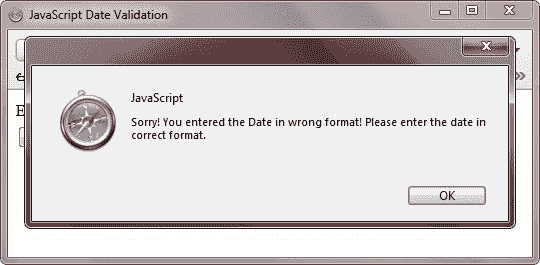 JavaScript Date Validation
JavaScript
Sorry! You entered the Date in wrong format! Please enter the date in
correct format.
OK